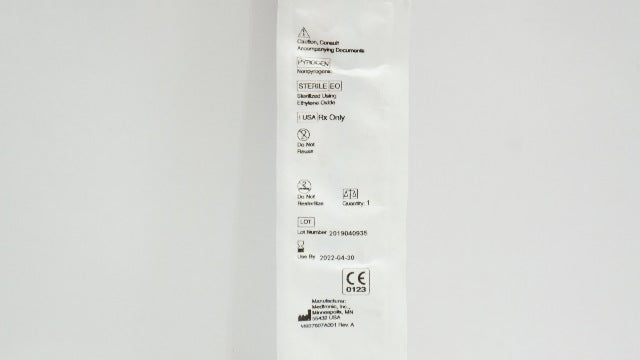 Caution, Consult
Accompanying Documents
PYROGEN
Nonpyrogenic
STERILE EO
Sterilized Using
Ethylene Oxide
! USA Rx Only
Do Not
Reuse
Do Not
Resterilize
Quantity: 1
LOT
Lot Number 2019040935
Use By 2022-04-30
CE
0123
Manufacturer:
Medtronic, Inc.,
Minneapolis, MN
55432 USA
Rev. A